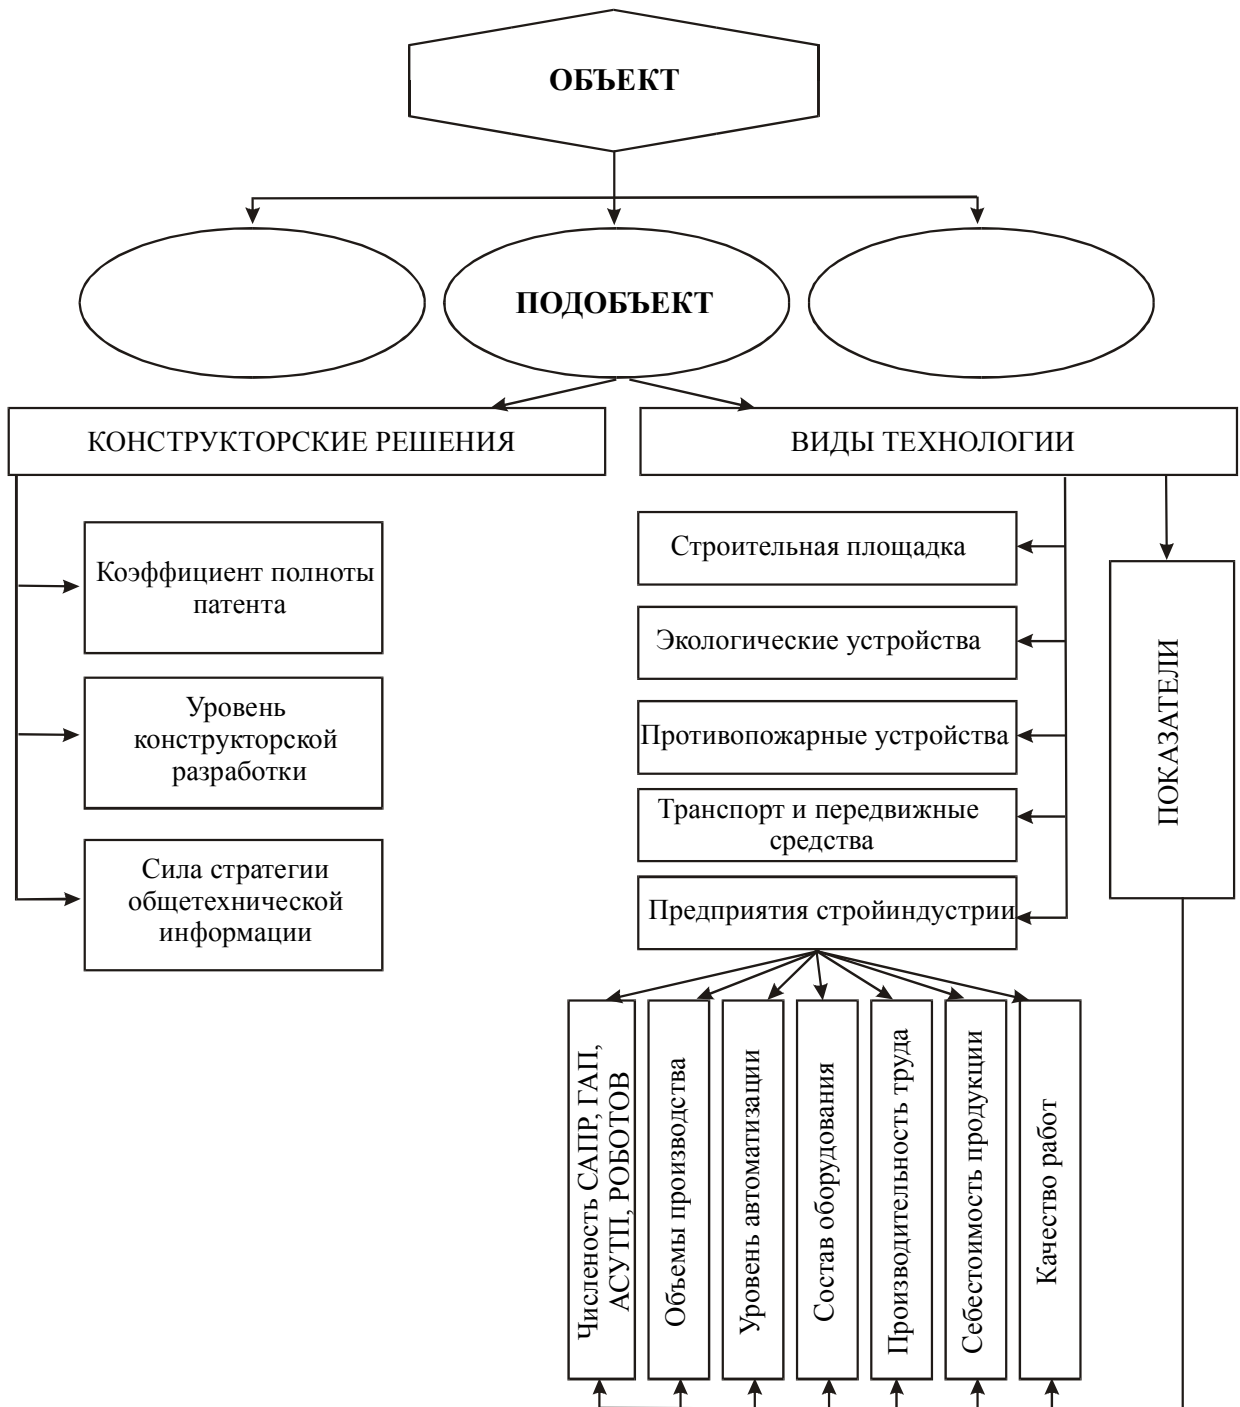 ОБЪЕКТ
ПОДОБЪЕКТ
КОНСТРУКТОРСКИЕ РЕШЕНИЯ
ВИДЫ ТЕХНОЛОГИИ
Коэффициент полноты
патента
Уровень
конструкторской
разработки
Сила стратегии
общетехнической
информации
Строительная площадка
Экологические устройства
Противопожарные устройства
Транспорт и передвижные
средства
Предприятия стройиндустрии
ПОКАЗАТЕЛИ
Числeность САПР, ГАП,
АСУТП, РОБОТОВ
Объемы производства
Уровень автоматизации
Состав оборудования
Производительность труда
Себестоимость продукции
Качество работ